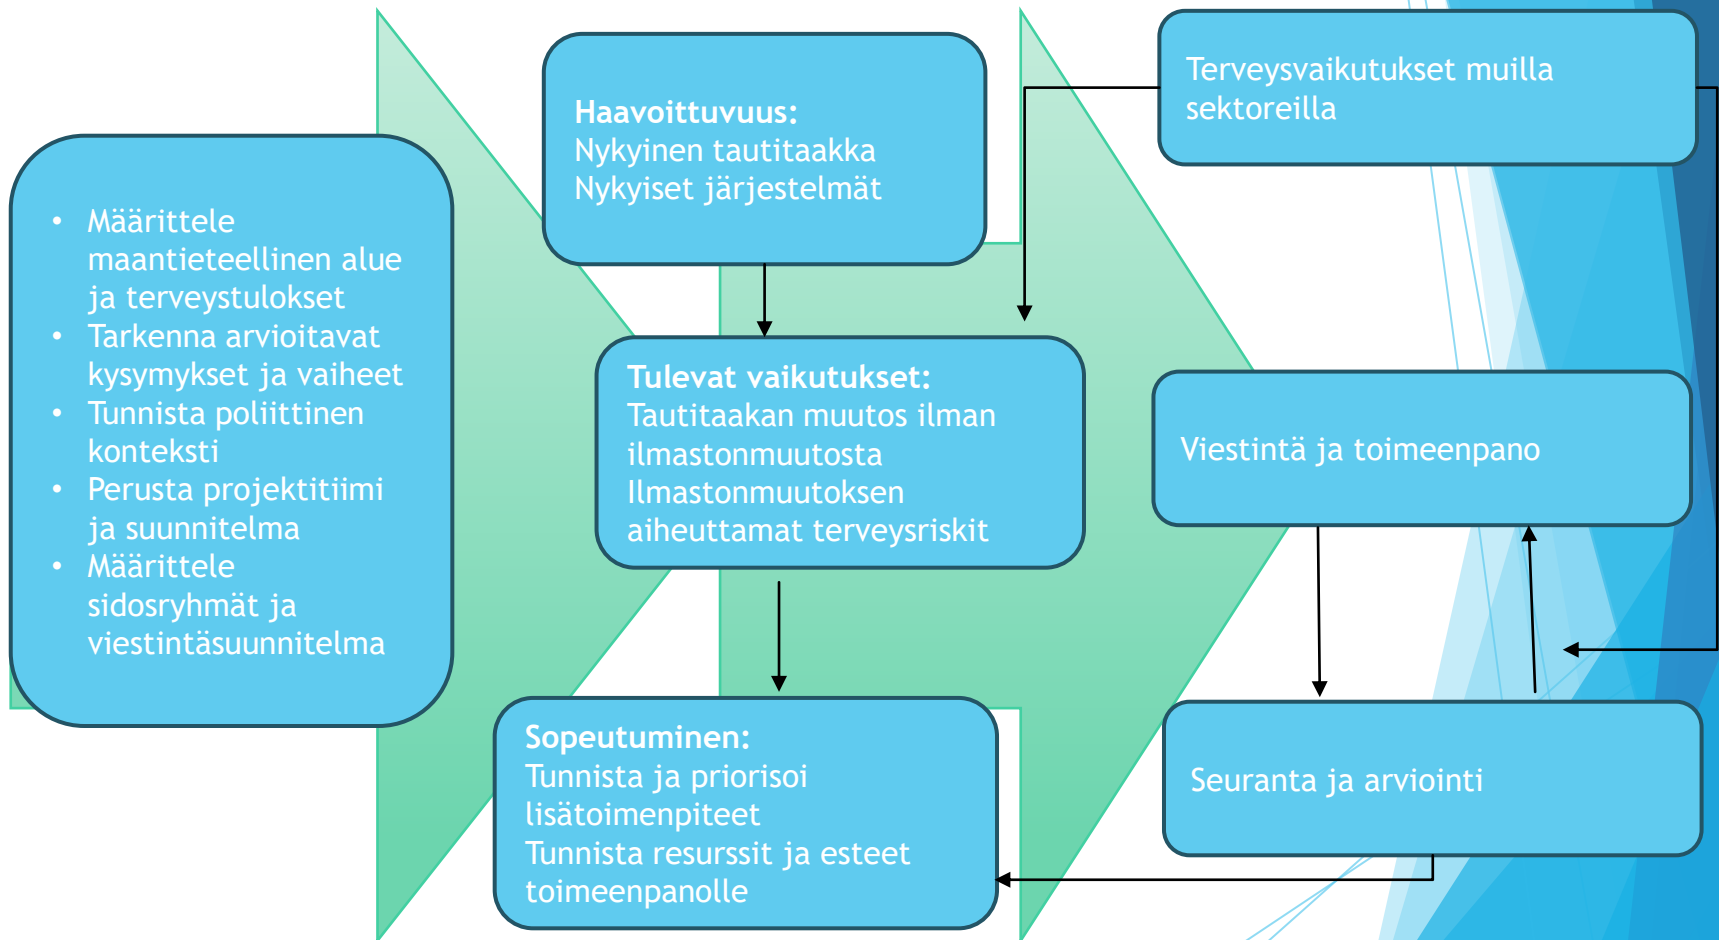 • Määrittele
maantieteellinen alue
ja terveystulokset
• Tarkenna arvioitavat
kysymykset ja vaiheet
• Tunnista poliittinen
konteksti
• Perusta projektitiimi
ja suunnitelma
• Määrittele
sidosryhmät ja
viestintäsuunnitelma
Haavoittuvuus:
Nykyinen tautitaakka
Nykyiset järjestelmät
Tulevat vaikutukset:
Tautitaakan muutos ilman
ilmastonmuutosta
Ilmastonmuutoksen
aiheuttamat terveysriskit
Sopeutuminen:
Tunnista ja priorisoi
lisätoimenpiteet
Tunnista resurssit ja esteet
toimeenpanolle
Terveysvaikutukset muilla
sektoreilla
Viestintä ja toimeenpano
Seuranta ja arviointi